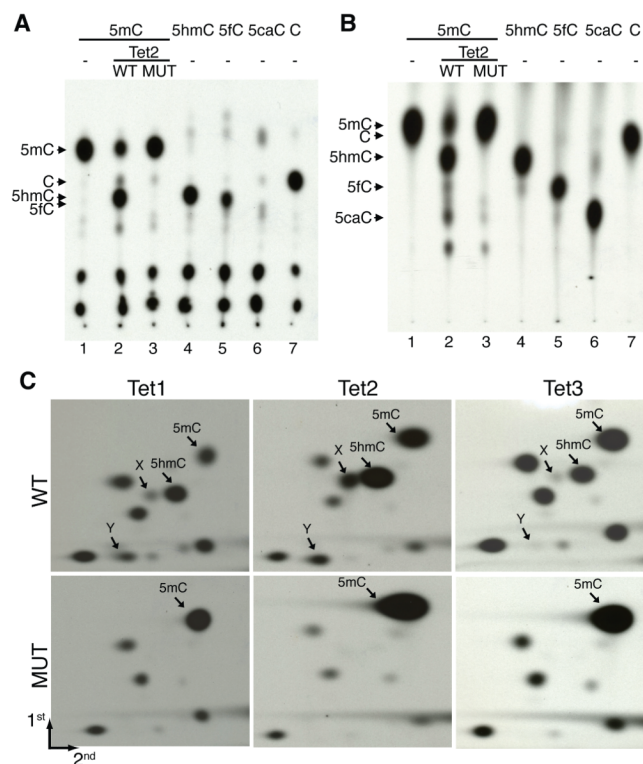 A
5mC 5hmC 5fC 5caC C
Tet2
- WT MUT - - - -
5mC
C
5hmC
5fC
1 2 3 4 5 6 7
B
5mC 5hmC 5fC 5caC C
Tet2
- WT MUT - - - -
5mC
C
5hmC
5fC
5caC
1 2 3 4 5 6 7
C
Tet1 Tet2 Tet3
WT
5mC
X 5hmC
Y
5mC
X 5hmC
Y
5mC
X 5hmC
Y
MUT
5mC
5mC
5mC
1st
2nd